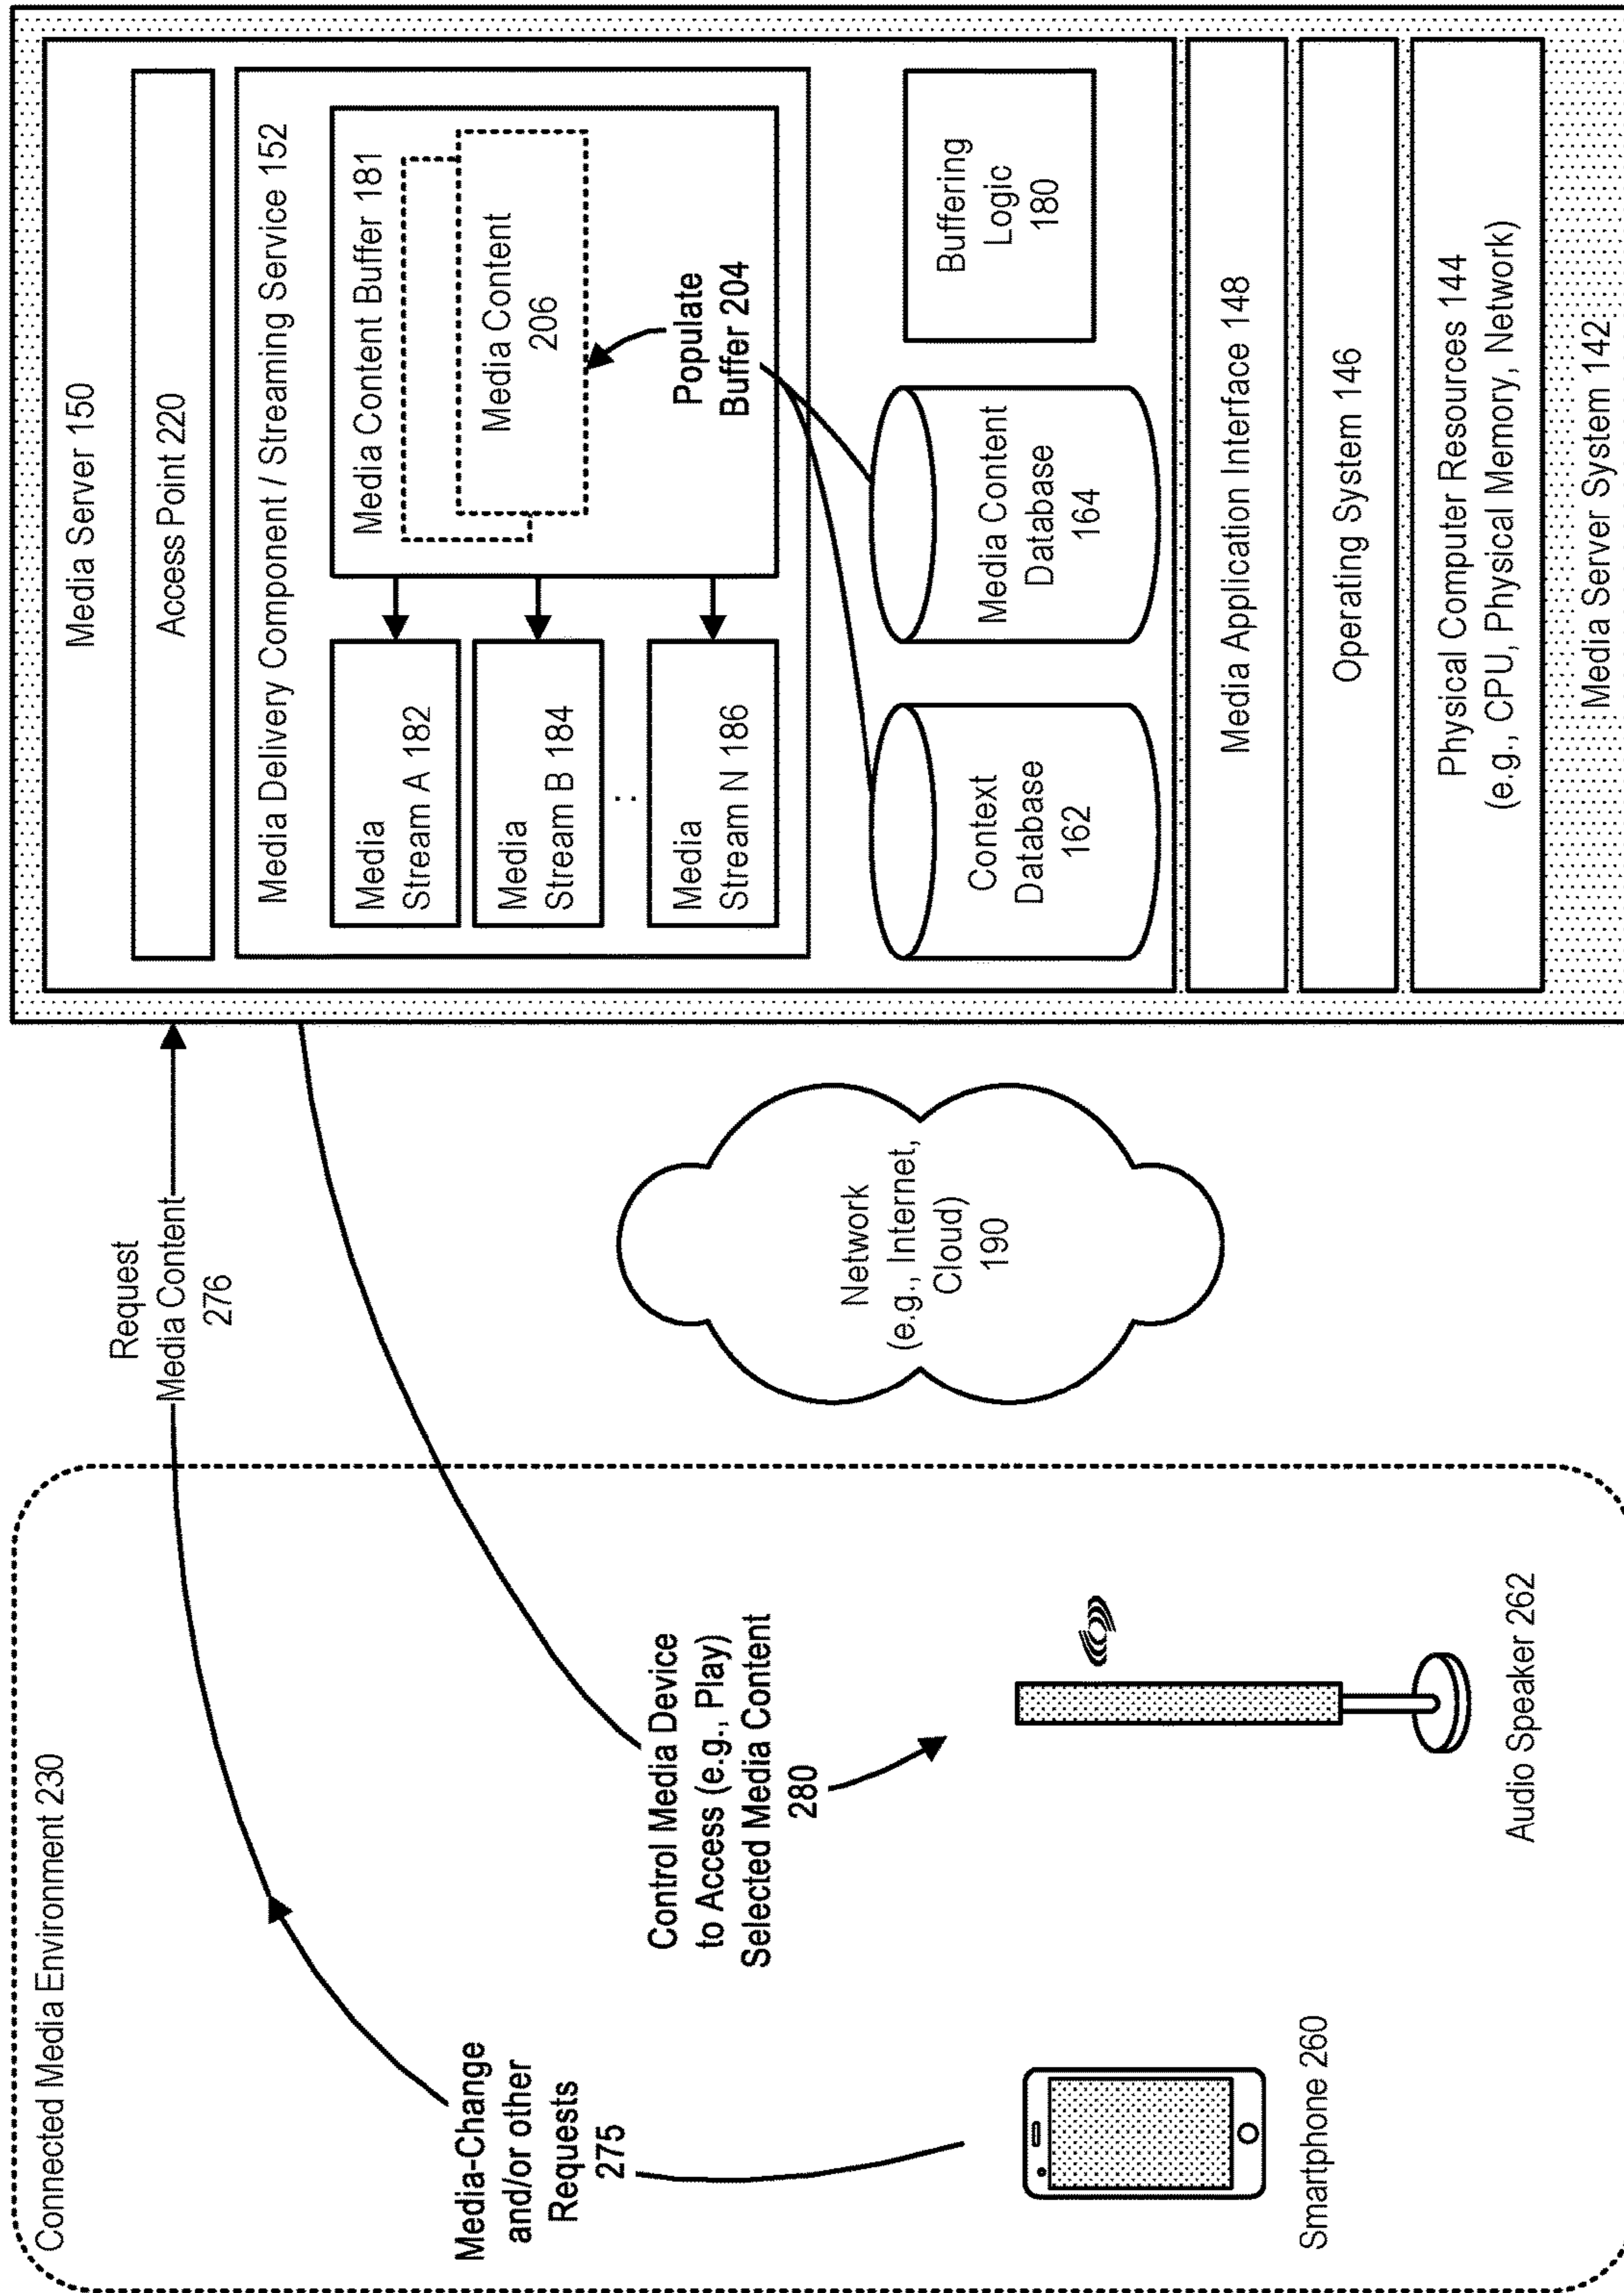 Connected Media Environment 230
Media-Change
and/or other
Requests
275
Smartphone 260
Control Media Device
to Access (e.g., Play)
Selected Media Content
280
Audio Speaker 262
Request
Media Content
276
Network
(e.g., Internet,
Cloud)
190
Media Server 150
Access Point 220
Media Delivery Component / Streaming Service 152
Media
Stream A 182
Media
Stream B 184
:
Media
Stream N 186
Media Content Buffer 181
Media Content
206
Populate
Buffer 204
Context
Database
162
Media Content
Database
164
Buffering
Logic
180
Media Application Interface 148
Operating System 146
Physical Computer Resources 144
(e.g., CPU, Physical Memory, Network)
Media Server System 142